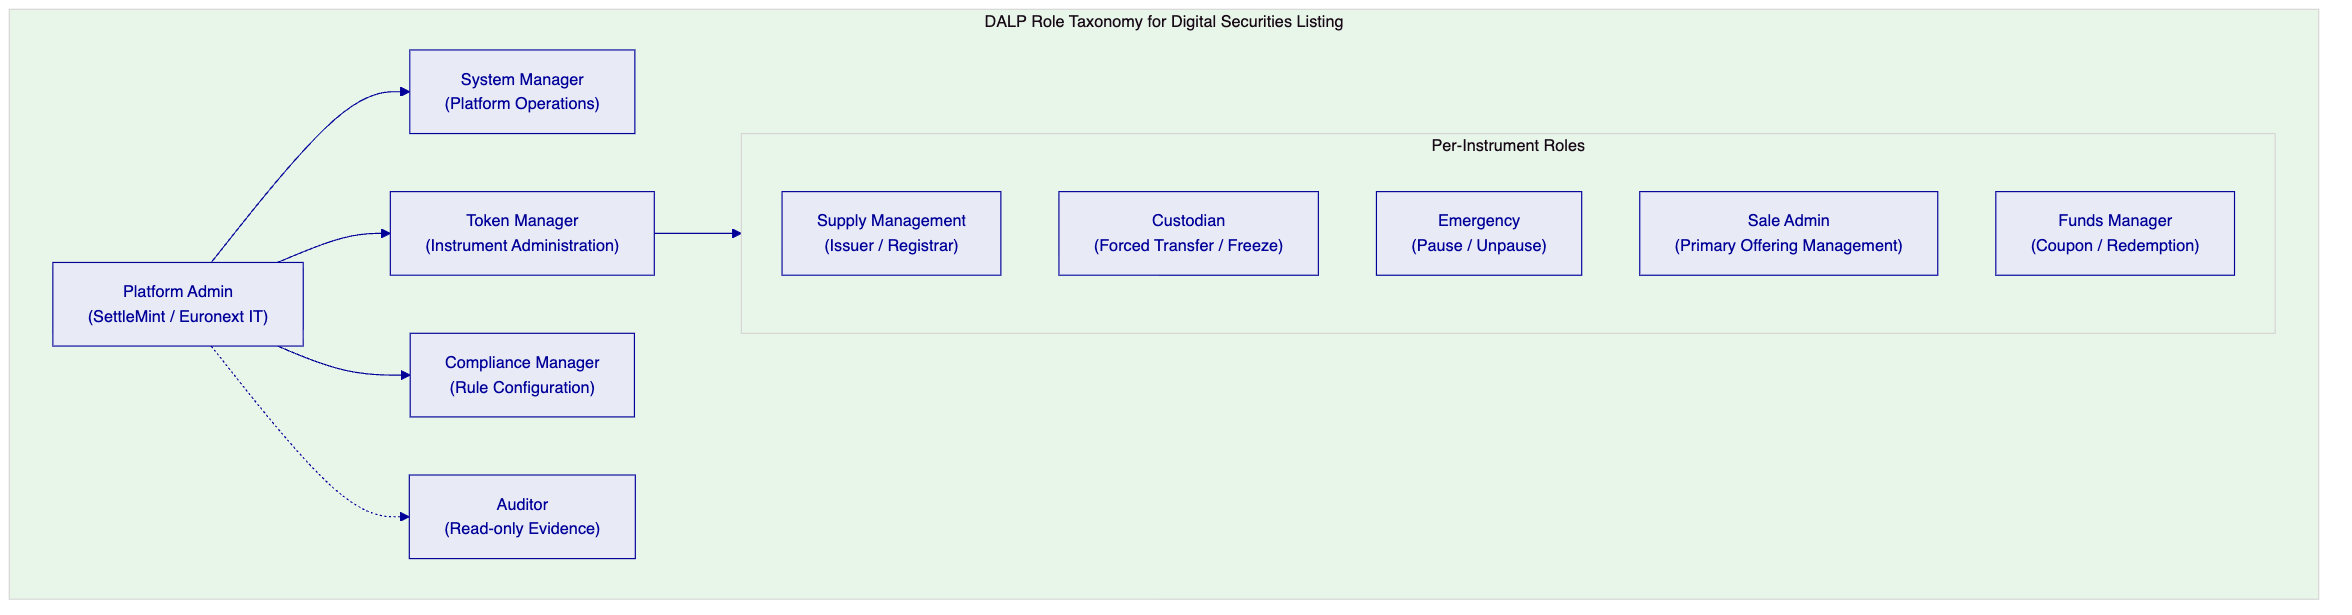 DALP Role Taxonomy for Digital Securities Listing
System Manager
(Platform Operations)
Per-Instrument Roles
Token Manager
(Instrument Administration)
Supply Management
(Issuer / Registrar)
Custodian
(Forced Transfer / Freeze)
Emergency
(Pause / Unpause)
Sale Admin
(Primary Offering Management)
Funds Manager
(Coupon / Redemption)
Platform Admin
(SettleMint / Euronext IT)
Compliance Manager
(Rule Configuration)
Auditor
(Read-only Evidence)